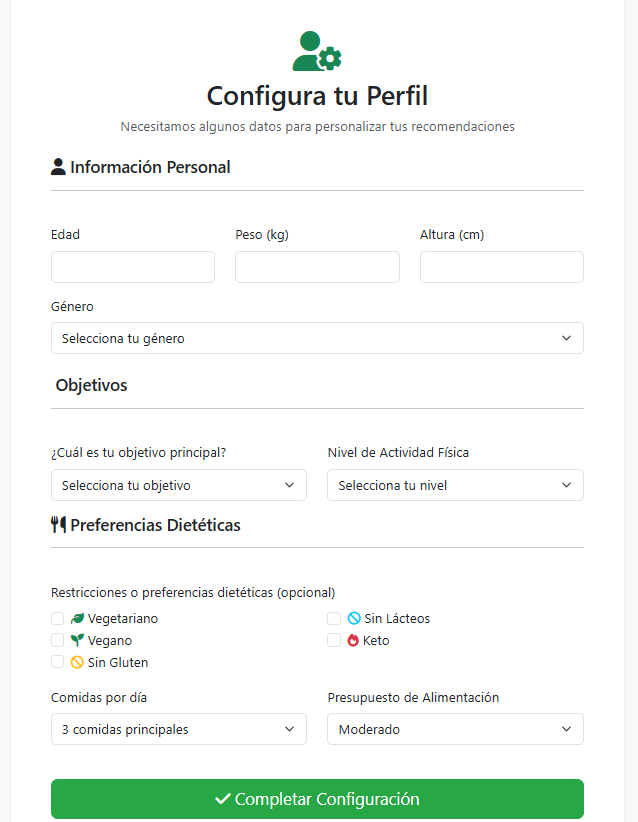 Configura tu Perfil
Necesitamos algunos datos para personalizar tus recomendaciones
Información Personal
Edad
Peso (kg)
Altura (cm)
Género
Selecciona tu género
Objetivos
¿Cuál es tu objetivo principal?
Nivel de Actividad Física
Selecciona tu objetivo
Selecciona tu nivel
Preferencias Dietéticas
Restricciones o preferencias dietéticas (opcional)
Vegetariano
Sin Lácteos
Vegano
Keto
Sin Gluten
Comidas por día
Presupuesto de Alimentación
3 comidas principales
Moderado
Completar Configuración